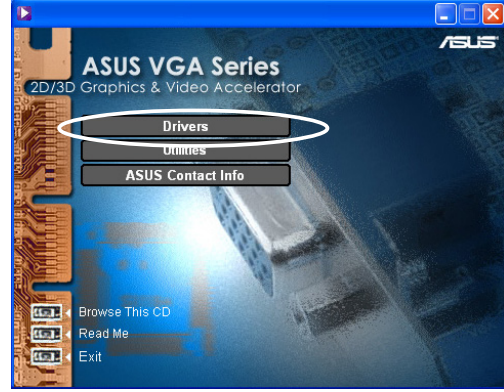 ASUS
ASUS VGA Series
2D/3D Graphics & Video Accelerator
Drivers
Utilities
ASUS Contact Info
Browse This CD
Read Me
Exit